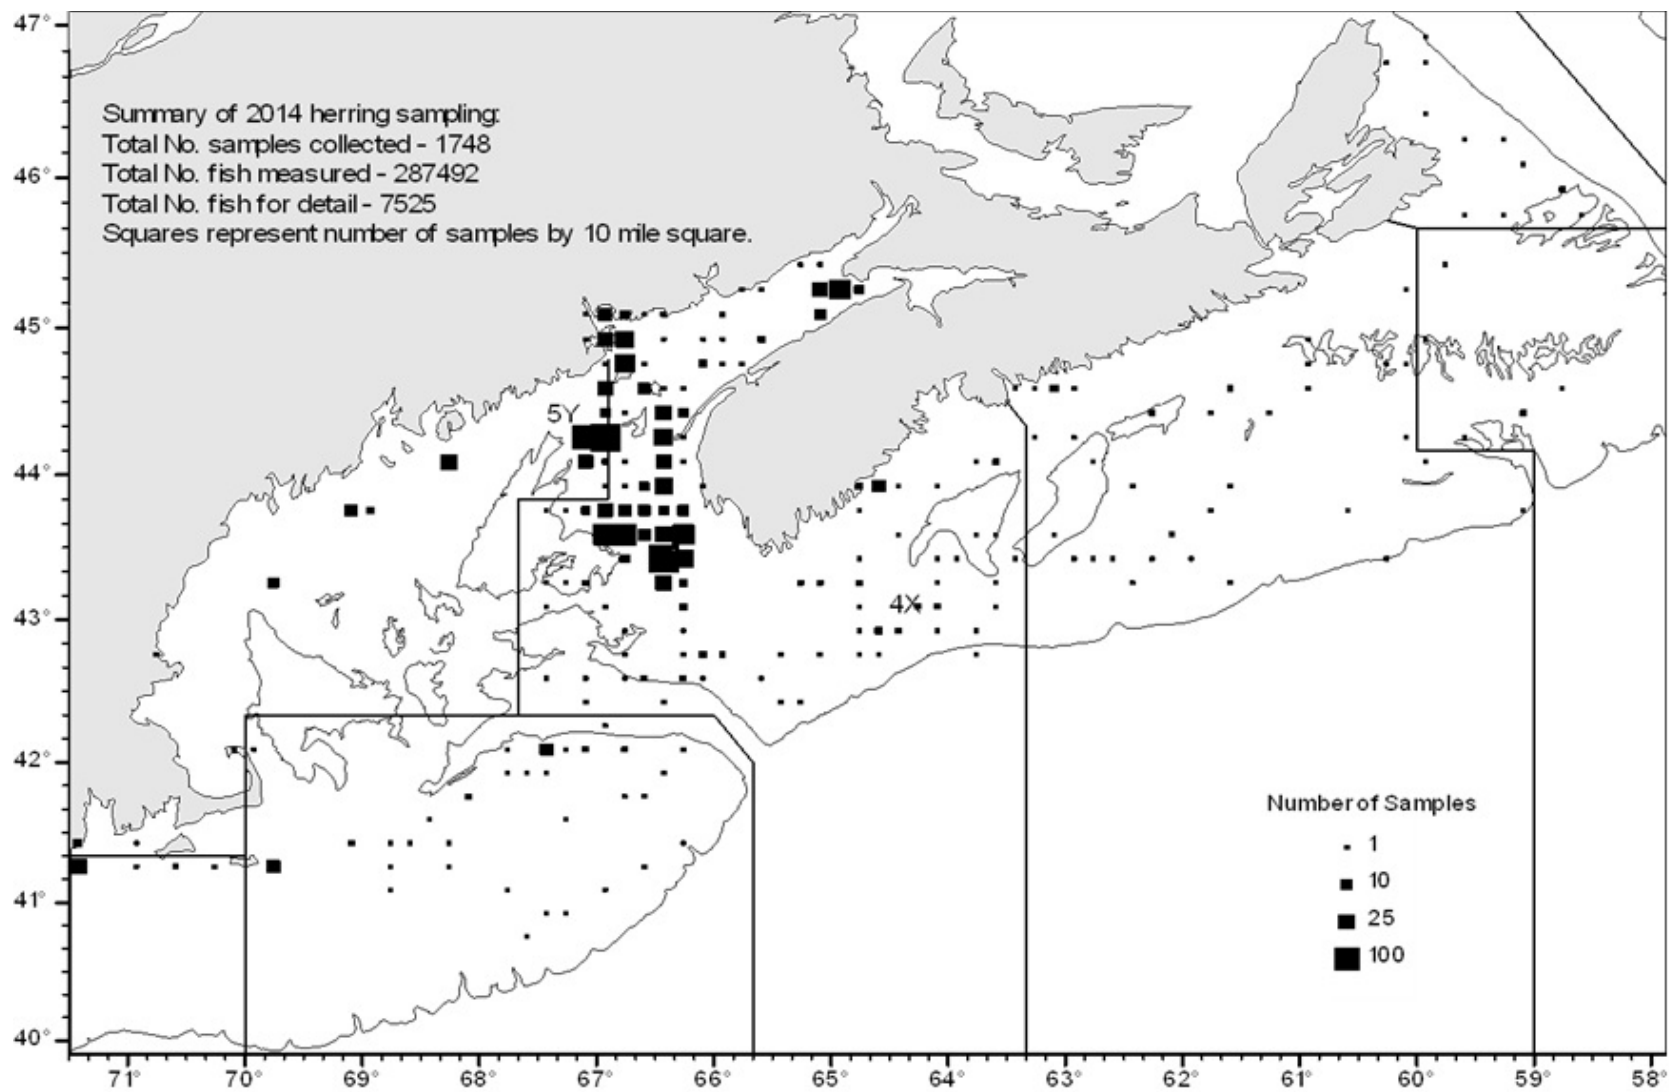 47°
Summary of 2014 herring sampling:
Total No. samples collected - 1748
Total No. fish measured - 287492
Total No. fish for detail - 7525
Squares represent number of samples by 10 mile square.
46°
45°
5Y
44°
4X
43°
42°
Number of Samples
1
10
25
100
41°
40°
71° 70° 69° 68° 67° 66° 65° 64° 63° 62° 61° 60° 59° 58°